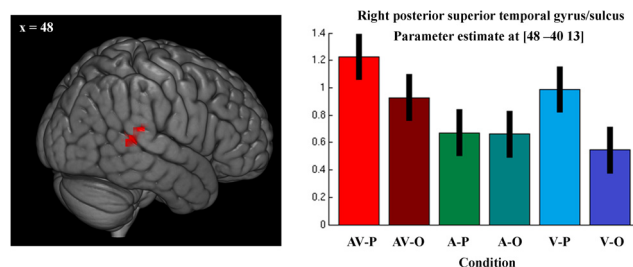 x = 48
Right posterior superior temporal gyrus/sulcus
Parameter estimate at [48 –40 13]
1.4
1.2
1
0.8
0.6
0.4
0.2
0
AV-P AV-O A-P A-O V-P V-O
Condition